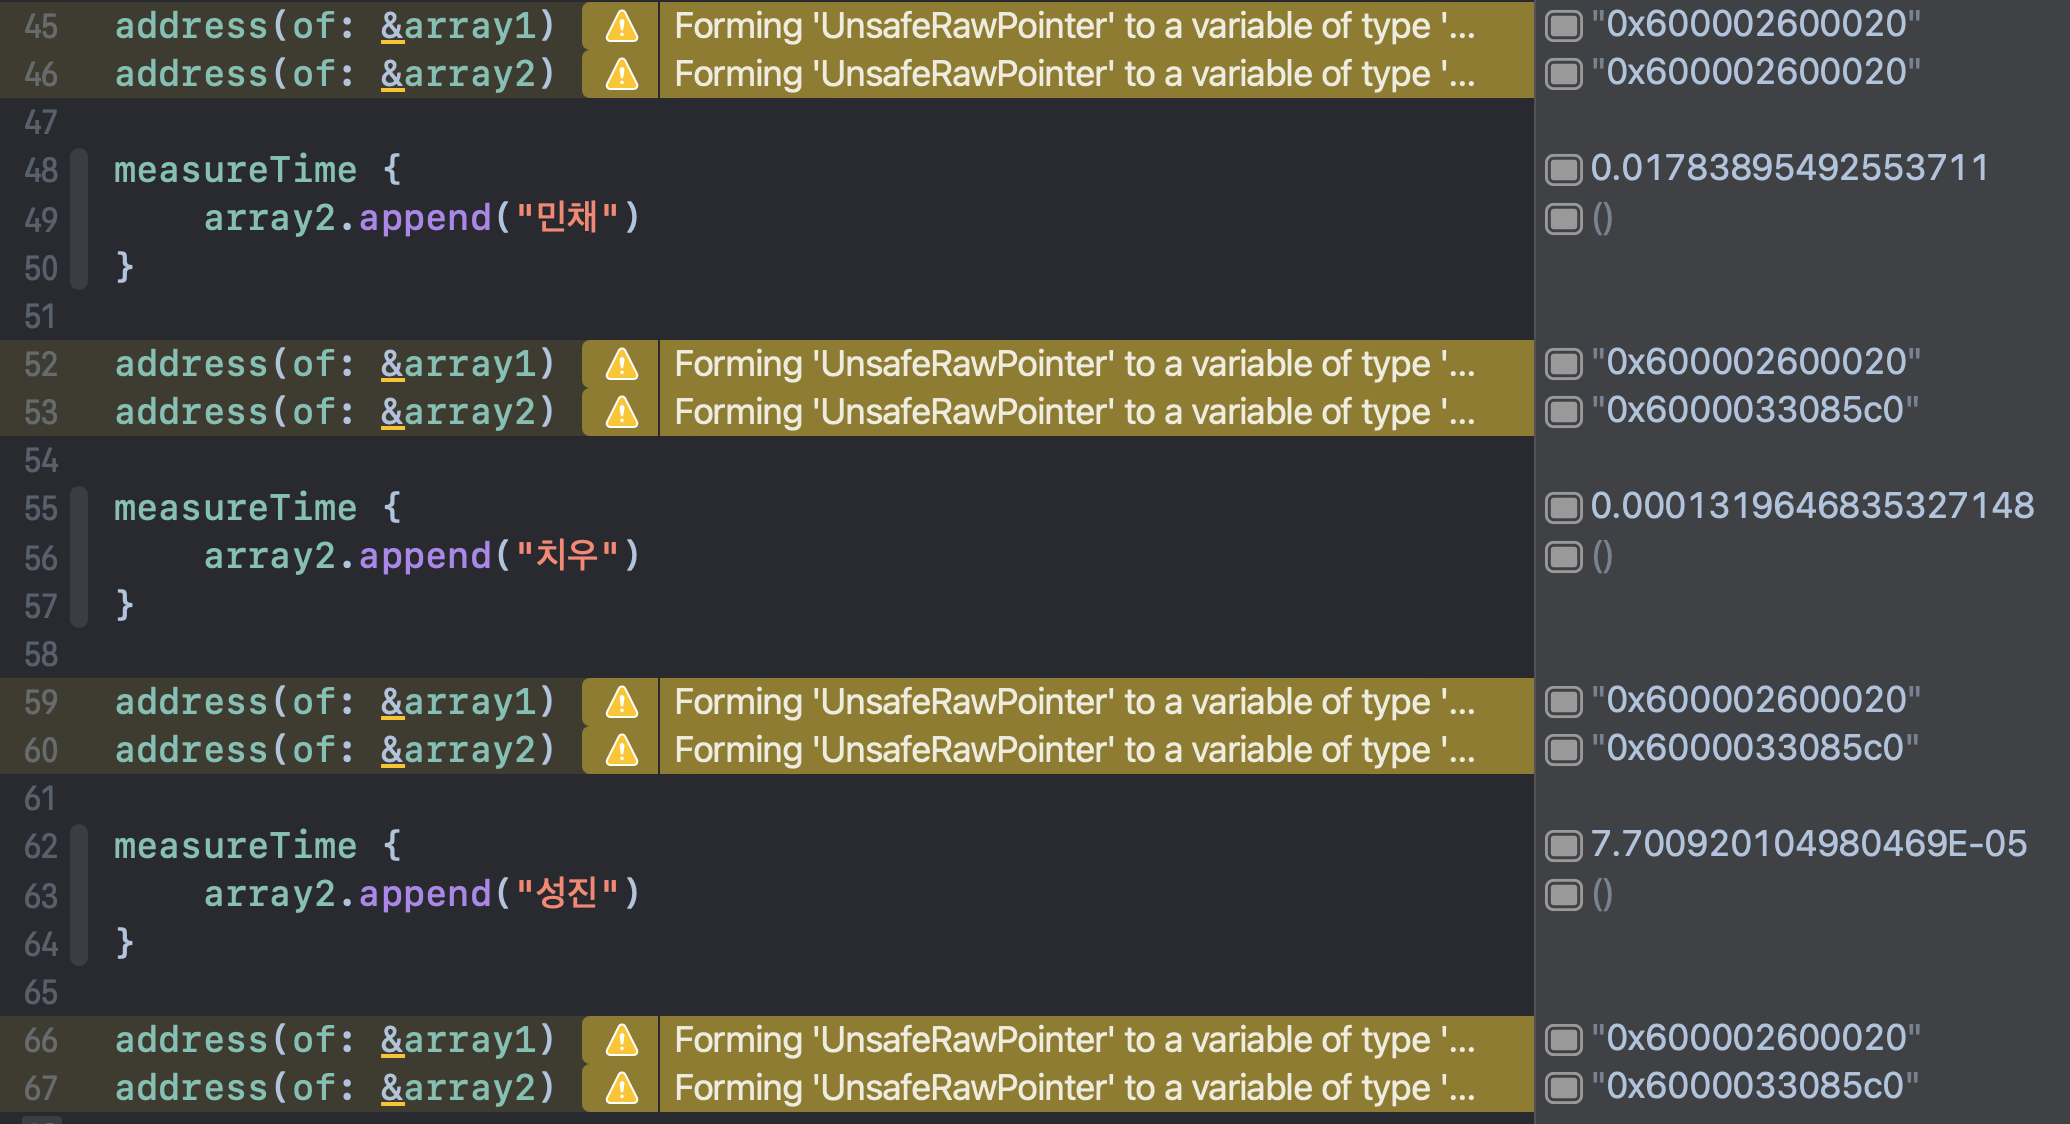 45 address(of: &array1) Forming 'UnsafeRawPointer' to a variable of type '... "0x600002600020"
46 address(of: &array2) Forming 'UnsafeRawPointer' to a variable of type '... "0x600002600020"
47
48 measureTime { 0.01783895492553711
49 array2.append("민채") ()
50 }
51
52 address(of: &array1) Forming 'UnsafeRawPointer' to a variable of type '... "0x600002600020"
53 address(of: &array2) Forming 'UnsafeRawPointer' to a variable of type '... "0x6000033085c0"
54
55 measureTime { 0.0001319646835327148
56 array2.append("치우") ()
57 }
58
59 address(of: &array1) Forming 'UnsafeRawPointer' to a variable of type '... "0x600002600020"
60 address(of: &array2) Forming 'UnsafeRawPointer' to a variable of type '... "0x6000033085c0"
61
62 measureTime { 7.700920104980469E-05
63 array2.append("성진") ()
64 }
65
66 address(of: &array1) Forming 'UnsafeRawPointer' to a variable of type '... "0x600002600020"
67 address(of: &array2) Forming 'UnsafeRawPointer' to a variable of type '... "0x6000033085c0"